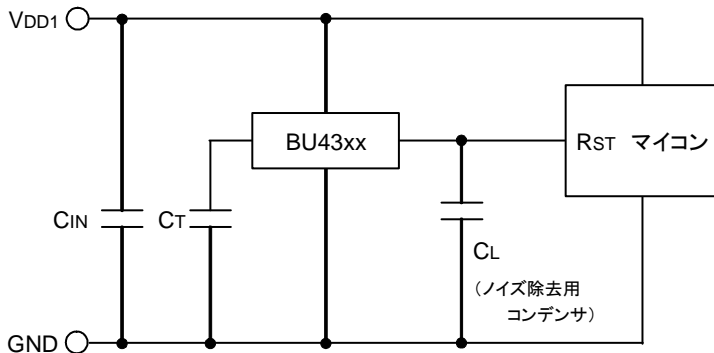 VDD1
BU43xx
RST マイコン
CIN
CT
CL
(ノイズ除去用
コンデンサ)
GND